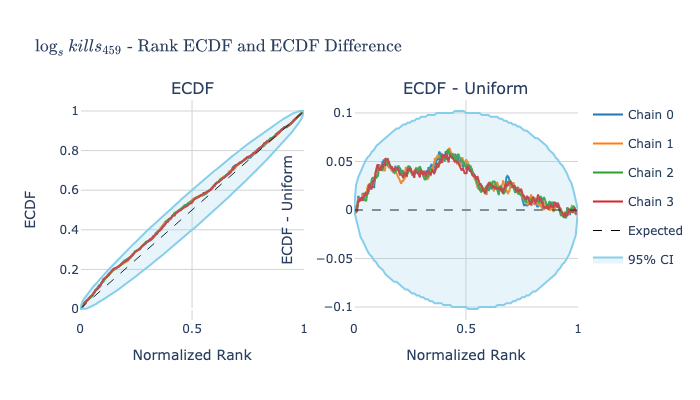 log_s kills_459 - Rank ECDF and ECDF Difference
ECDF
ECDF - Uniform
1
0.8
0.6
0.4
0.2
0
ECDF
0
0.5
1
Normalized Rank
0.1
0.05
0
−0.05
−0.1
ECDF - Uniform
0
0.5
1
Normalized Rank
Chain 0
Chain 1
Chain 2
Chain 3
Expected
95% CI